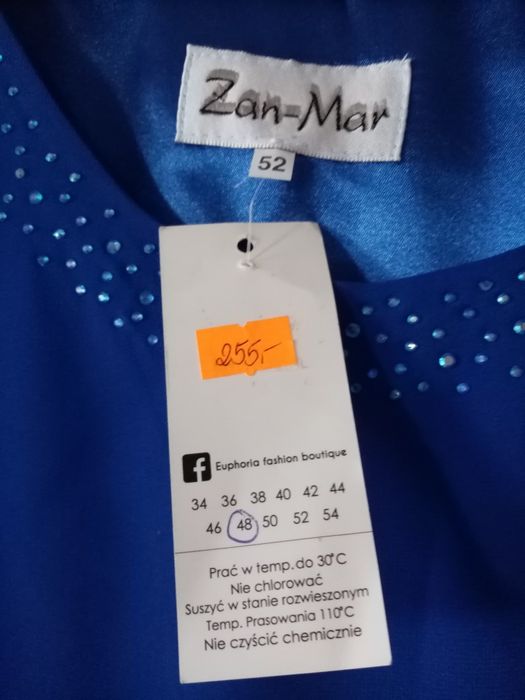 Zan-Mar
52
255,-
f Euphoria fashion boutique
34 36 38 40 42 44
46 48 50 52 54
Prać w temp.do 30°C
Nie chlorować
Suszyć w stanie rozwieszonym
Temp. Prasowania 110°C
Nie czyścić chemicznie